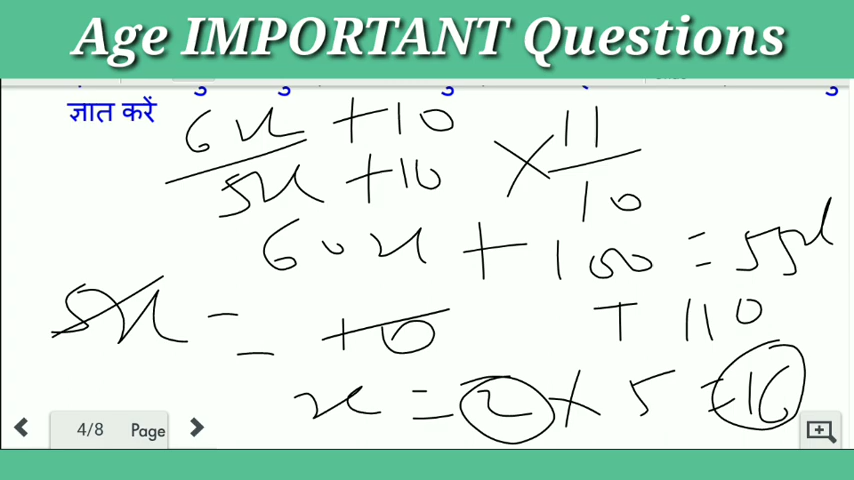 Age IMPORTANT Questions
ज्ञात करें
6x + 10
5x + 10
× 11
10
60x + 100 = 55x
+ 110
5x = 10
x = 2 × 5 = 10
4/8 Page